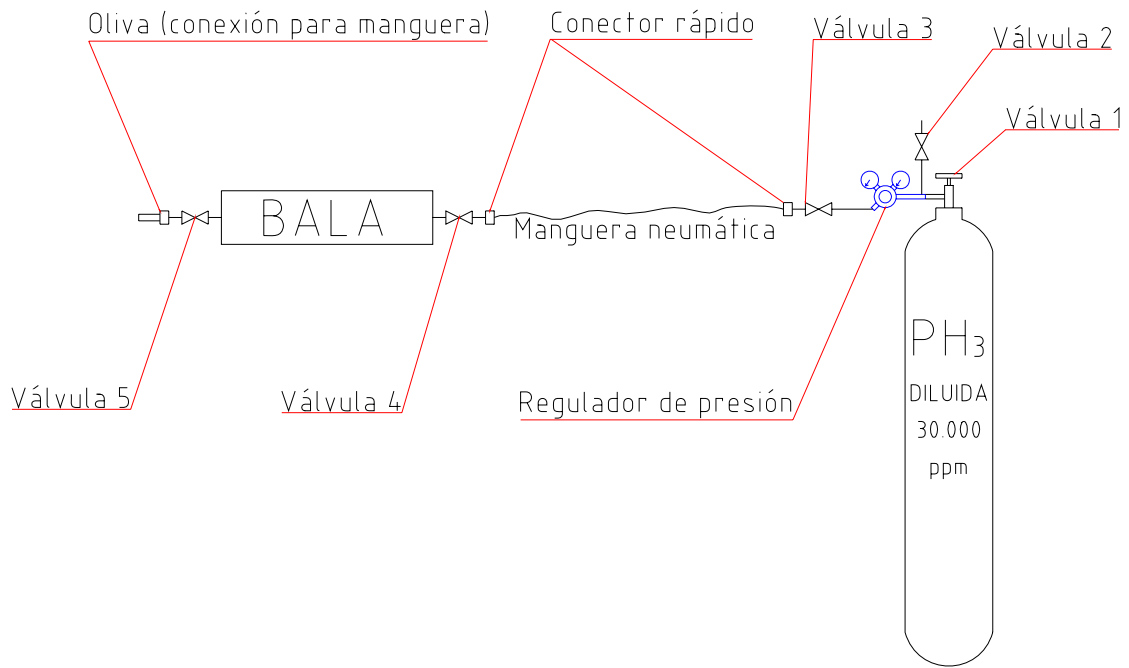 Oliva (conexión para manguera)
Conector rápido
Válvula 3
Válvula 2
Válvula 1
BALA
Manguera neumática
Válvula 5
Válvula 4
Regulador de presión
PH3
DILUIDA
30.000
ppm